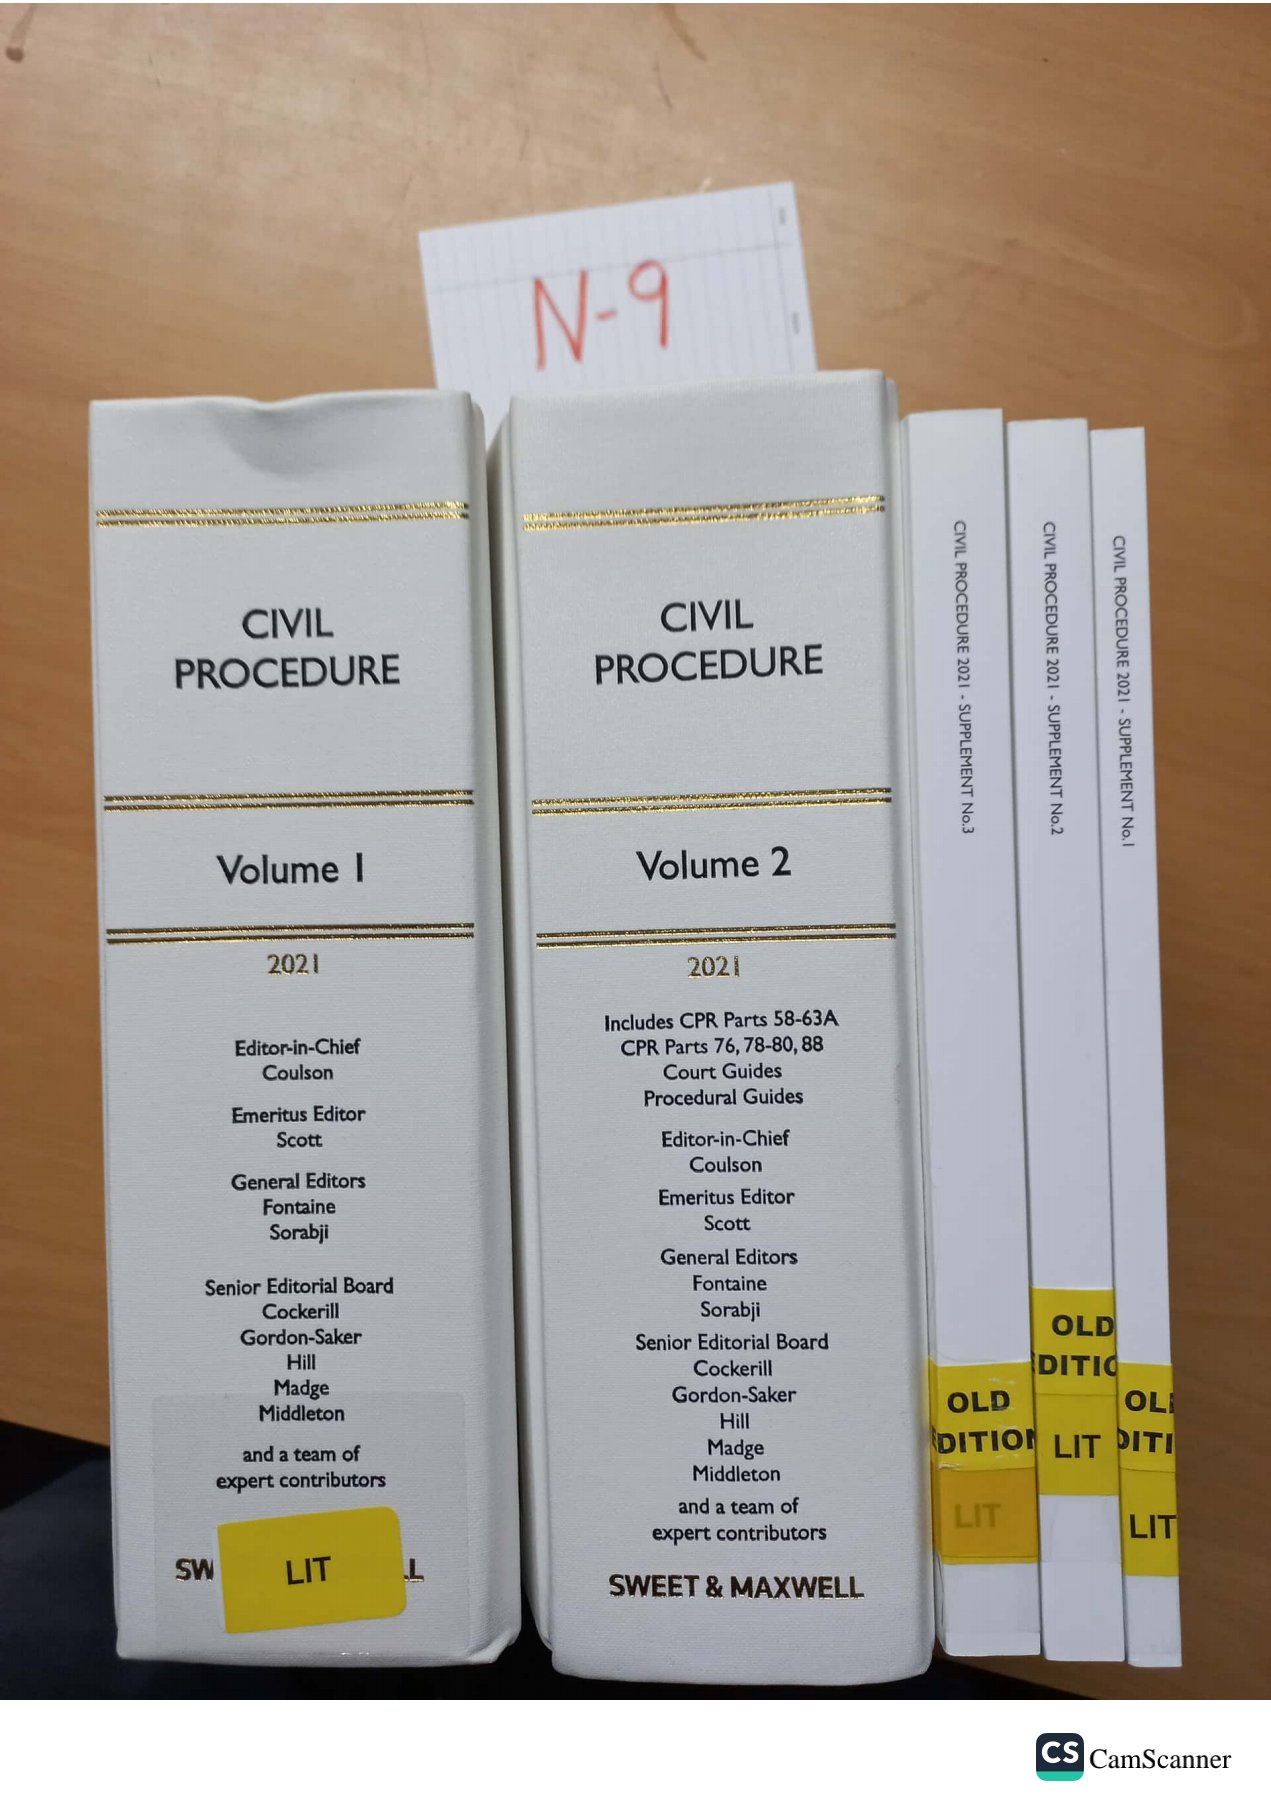 N-9
CIVIL
PROCEDURE
Volume 1
2021
Editor-in-Chief
Coulson
Emeritus Editor
Scott
General Editors
Fontaine
Sorabji
Senior Editorial Board
Cockerill
Gordon-Saker
Hill
Madge
Middleton
and a team of
expert contributors
SW LL
LIT
CIVIL
PROCEDURE
Volume 2
2021
Includes CPR Parts 58-63A
CPR Parts 76, 78-80, 88
Court Guides
Procedural Guides
Editor-in-Chief
Coulson
Emeritus Editor
Scott
General Editors
Fontaine
Sorabji
Senior Editorial Board
Cockerill
Gordon-Saker
Hill
Madge
Middleton
and a team of
expert contributors
SWEET & MAXWELL
CIVIL PROCEDURE 2021 - SUPPLEMENT No.3
OLD
EDITION
LIT
CIVIL PROCEDURE 2021 - SUPPLEMENT No.2
OLD
EDITIO
LIT
CIVIL PROCEDURE 2021 - SUPPLEMENT No.1
OL
DITI
LIT
CS CamScanner